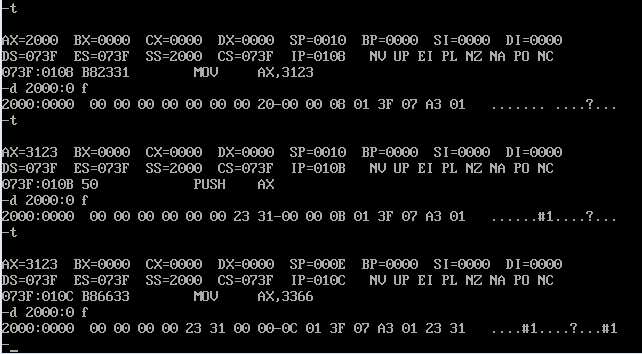 -t
AX=2000 BX=0000 CX=0000 DX=0000 SP=0010 BP=0000 SI=0000 DI=0000
DS=073F ES=073F SS=2000 CS=073F IP=0108 NV UP EI PL NZ NA PO NC
073F:0108 B82331 MOV AX,3123
-d 2000:0 f
2000:0000 00 00 00 00 00 00 00 20-00 00 08 01 3F 07 A3 01 ....... ....?...
-t
AX=3123 BX=0000 CX=0000 DX=0000 SP=0010 BP=0000 SI=0000 DI=0000
DS=073F ES=073F SS=2000 CS=073F IP=010B NV UP EI PL NZ NA PO NC
073F:010B 50 PUSH AX
-d 2000:0 f
2000:0000 00 00 00 00 00 00 23 31-00 00 0B 01 3F 07 A3 01 ......#1....?...
-t
AX=3123 BX=0000 CX=0000 DX=0000 SP=000E BP=0000 SI=0000 DI=0000
DS=073F ES=073F SS=2000 CS=073F IP=010C NV UP EI PL NZ NA PO NC
073F:010C B86633 MOV AX,3366
-d 2000:0 f
2000:0000 00 00 00 00 23 31 00 00-0C 01 3F 07 A3 01 23 31 ....#1....?...#1
-_